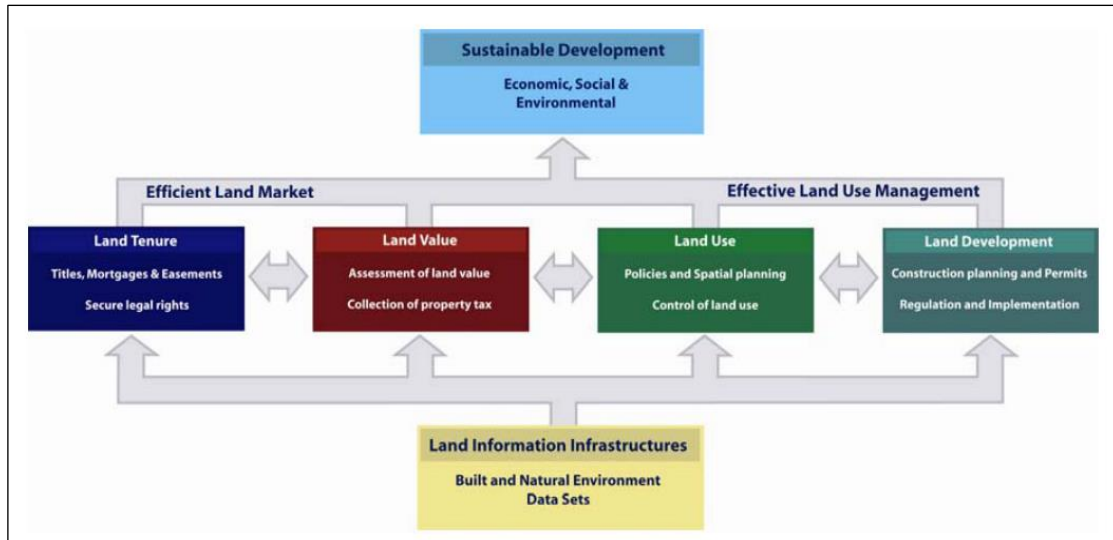 Sustainable Development
Economic, Social &
Environmental
Efficient Land Market
Effective Land Use Management
Land Tenure
Titles, Mortgages & Easements
Secure legal rights
Land Value
Assessment of land value
Collection of property tax
Land Use
Policies and Spatial planning
Control of land use
Land Development
Construction planning and Permits
Regulation and Implementation
Land Information Infrastructures
Built and Natural Environment
Data Sets